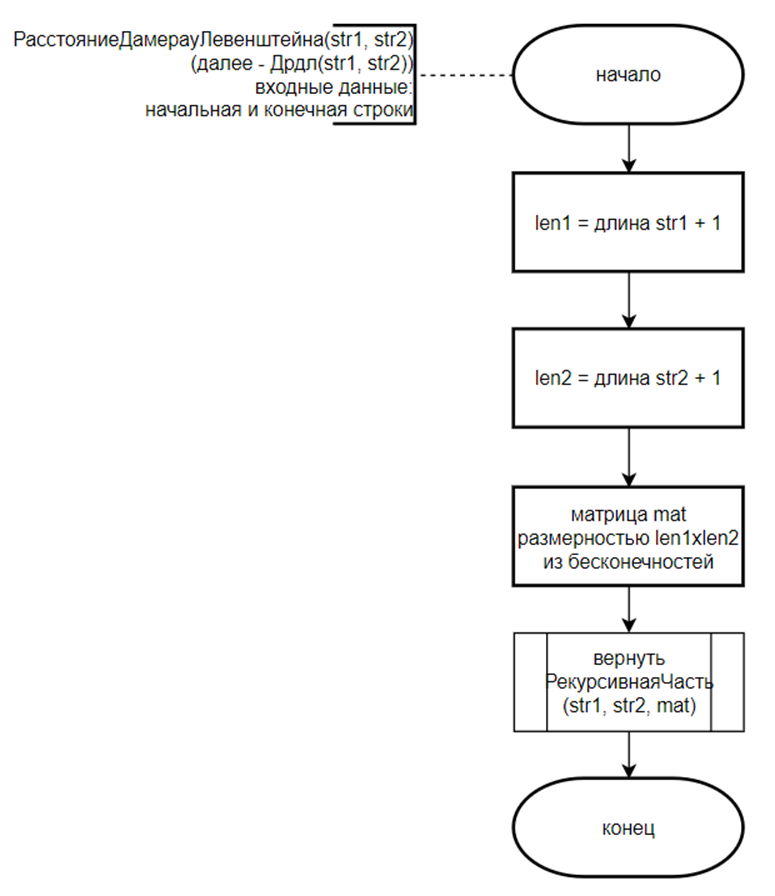 РасстояниеДамерауЛевенштейна(str1, str2)
(далее - Дрдл(str1, str2))
входные данные:
начальная и конечная строки
начало
len1 = длина str1 + 1
len2 = длина str2 + 1
матрица mat
размерностью len1xlen2
из бесконечностей
вернуть
РекурсивнаяЧасть
(str1, str2, mat)
конец